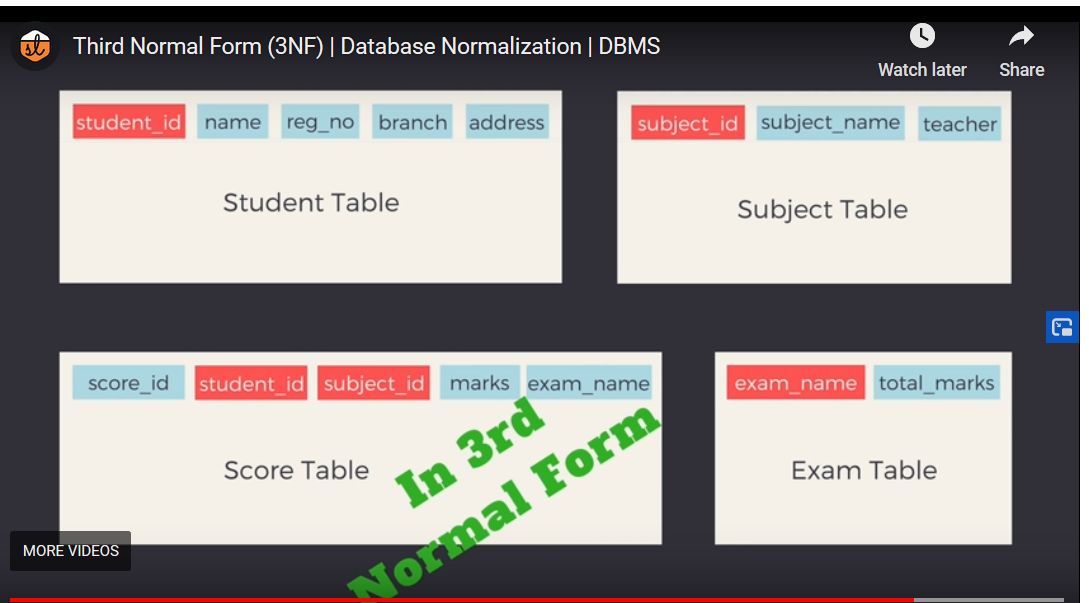 sl
Third Normal Form (3NF) | Database Normalization | DBMS
Watch later
Share
student_id name reg_no branch address
Student Table
subject_id subject_name teacher
Subject Table
score_id student_id subject_id marks exam_name
Score Table
In 3rd
Normal Form
exam_name total_marks
Exam Table
MORE VIDEOS